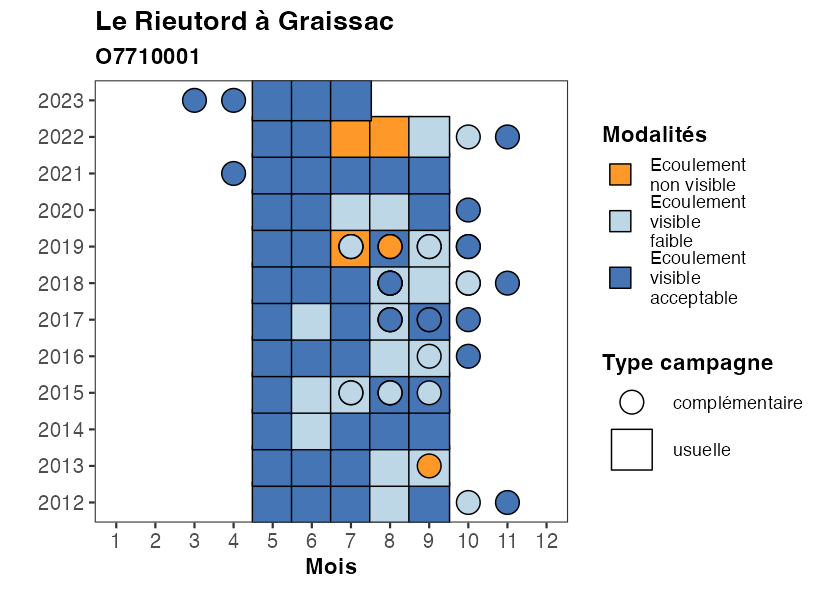 Le Rieutord à Graissac
O7710001
2023
2022
2021
2020
2019
2018
2017
2016
2015
2014
2013
2012
1 2 3 4 5 6 7 8 9 10 11 12
Mois
Modalités
Ecoulement
non visible
Ecoulement
visible
faible
Ecoulement
visible
acceptable
Type campagne
complémentaire
usuelle